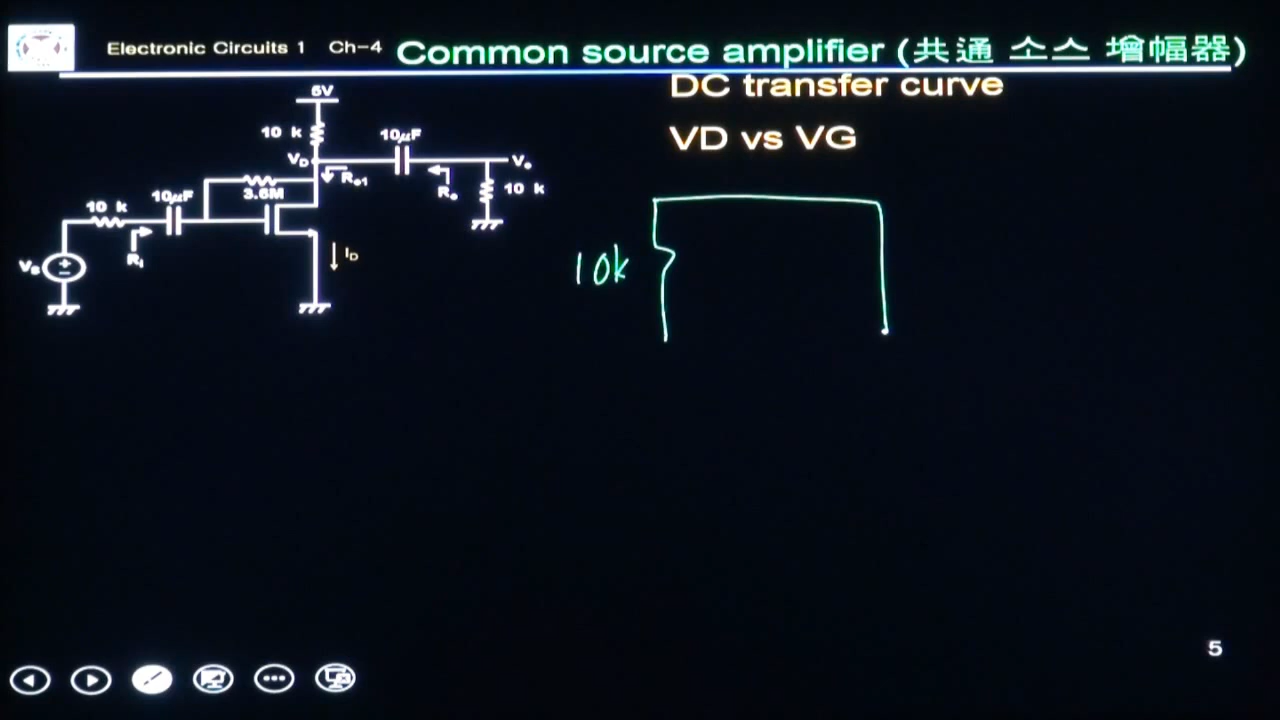 Electronic Circuits 1 Ch-4
Common source amplifier (共通 소스 增幅器)
DC transfer curve
VD vs VG
5V
10 k
10μF
VD
Vo
Ro1
Ro
10 k
3.6M
10μF
10 k
Ri
Vs
ID
10k
5